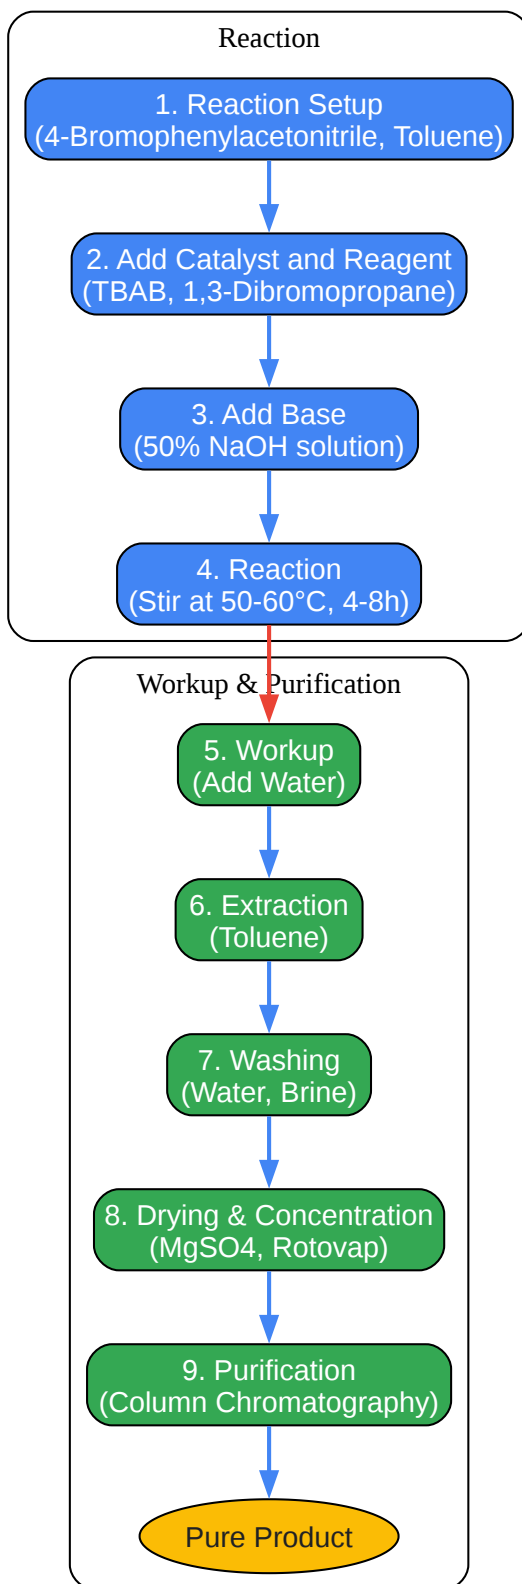 Reaction
1. Reaction Setup
(4-Bromophenylacetonitrile, Toluene)
2. Add Catalyst and Reagent
(TBAB, 1,3-Dibromopropane)
3. Add Base
(50% NaOH solution)
4. Reaction
(Stir at 50-60°C, 4-8h)
Workup & Purification
5. Workup
(Add Water)
6. Extraction
(Toluene)
7. Washing
(Water, Brine)
8. Drying & Concentration
(MgSO4, Rotovap)
9. Purification
(Column Chromatography)
Pure Product